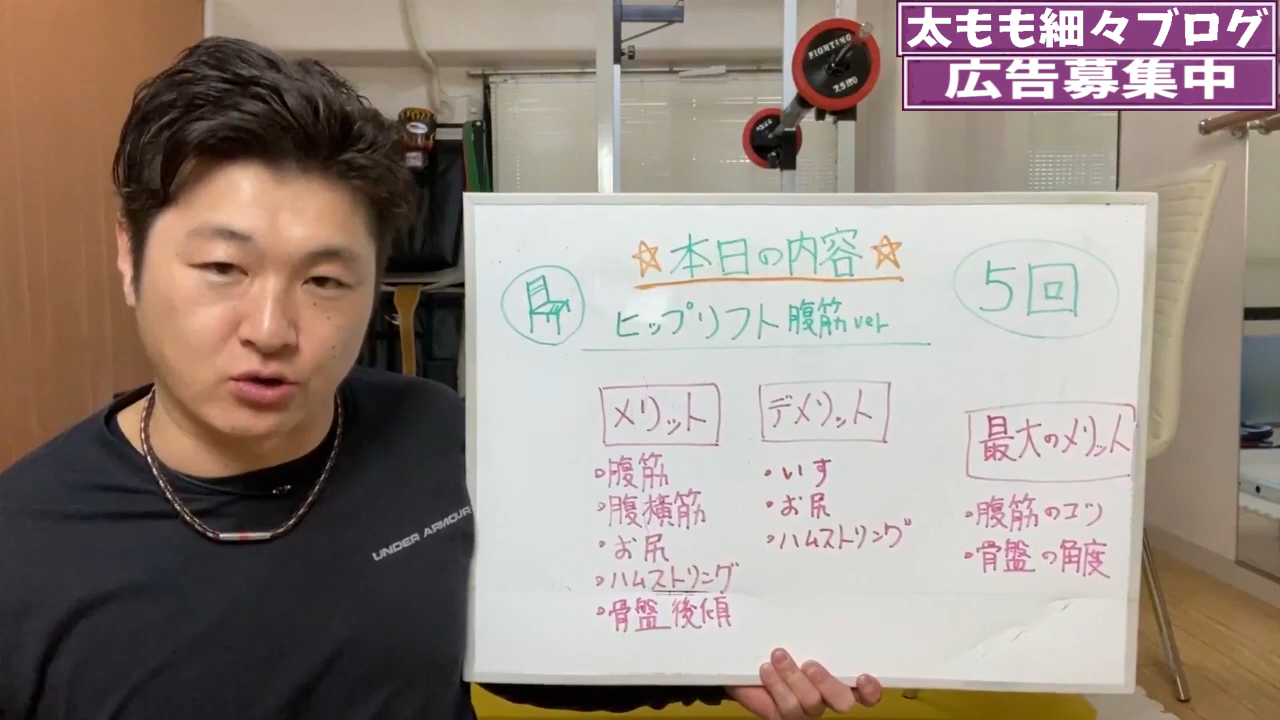 太もも細々ブログ
広告募集中
FIGHTING
7.5KG
☆本日の内容☆
ヒップリフト腹筋ver
5回
メリット
・腹筋
・腹横筋
・お尻
・ハムストリング
・骨盤後傾
デメリット
・いす
・お尻
・ハムストリング
最大のメリット
・腹筋のコツ
・骨盤の角度
UNDER ARMOUR